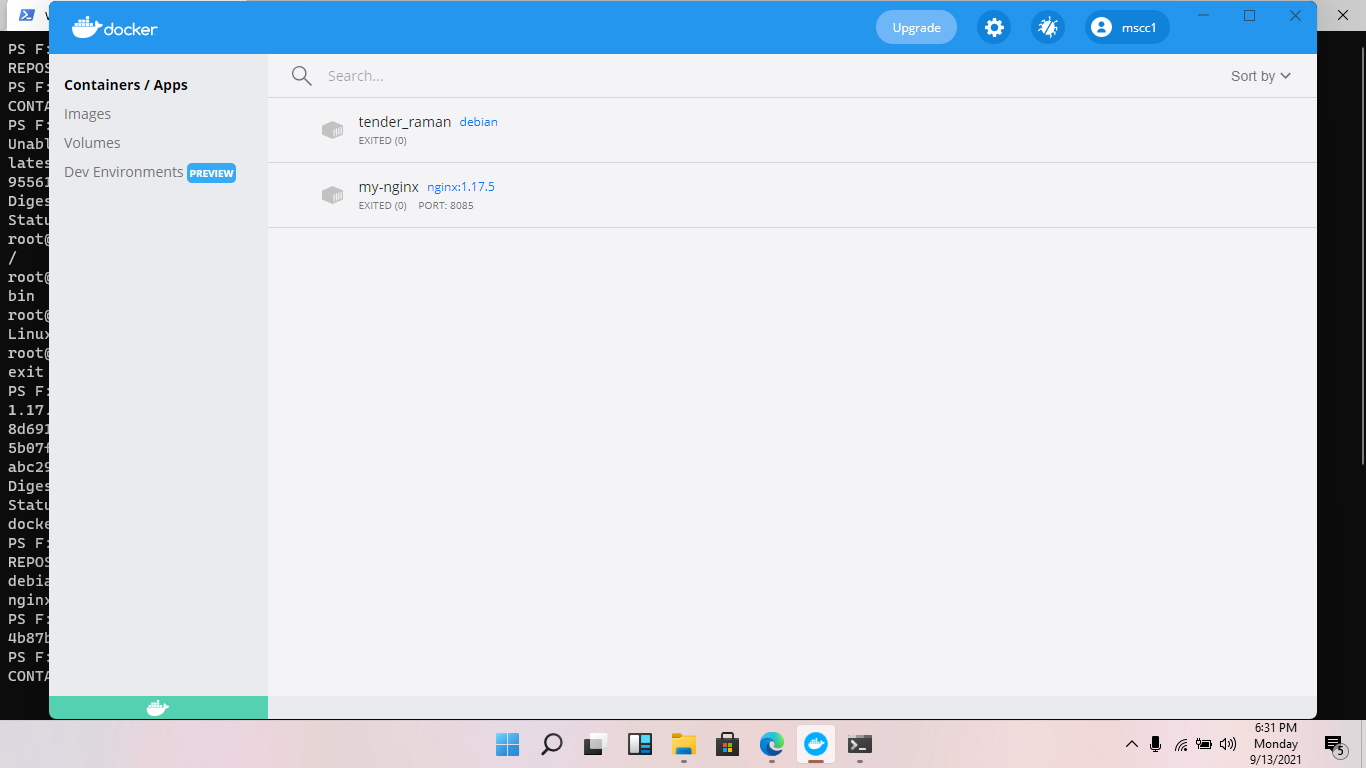 docker
Upgrade
mscc1
Containers / Apps
Images
Volumes
Dev Environments PREVIEW
Search...
Sort by
tender_raman debian
EXITED (0)
my-nginx nginx:1.17.5
EXITED (0) PORT: 8085
PS F:
REPOS
PS F:
CONTA
PS F:
Unabl
lates
95561
Diges
Statu
root@
/
root@
bin
root@
Linux
root@
exit
PS F:
1.17.
8d691
5b07f
abc29
Diges
Statu
docke
PS F:
REPOS
debia
nginx
PS F:
4b87b
PS F:
CONTA
6:31 PM
Monday
9/13/2021
5